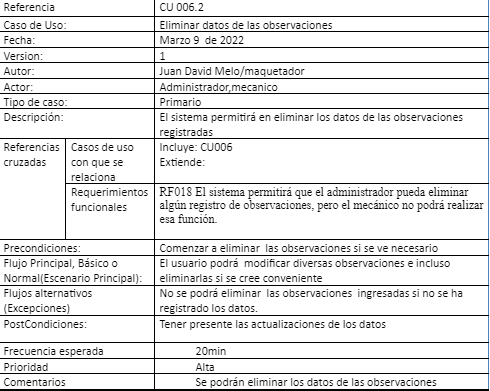 Referencia CU 006.2
Caso de Uso: Eliminar datos de las observaciones
Fecha: Marzo 9 de 2022
Version: 1
Autor: Juan David Melo/maquetador
Actor: Administrador,mecanico
Tipo de caso: Primario
Descripción: El sistema permitirá en eliminar los datos de las observaciones
registradas
Referencias Casos de uso Incluye: CU006
cruzadas con que se Extiende:
relaciona
Requerimientos RF018 El sistema permitirá que el administrador pueda eliminar
funcionales algún registro de observaciones, pero el mecánico no podrá realizar
esa función.
Precondiciones: Comenzar a eliminar las observaciones si se ve necesario
Flujo Principal, Básico o El usuario podrá modificar diversas observaciones e incluso
Normal(Escenario Principal): eliminarlas si se cree conveniente
Flujos alternativos No se podrá eliminar las observaciones ingresadas si no se ha
(Excepciones) registrado los datos.
PostCondiciones: Tener presente las actualizaciones de los datos
Frecuencia esperada 20min
Prioridad Alta
Comentarios Se podrán eliminar los datos de las observaciones